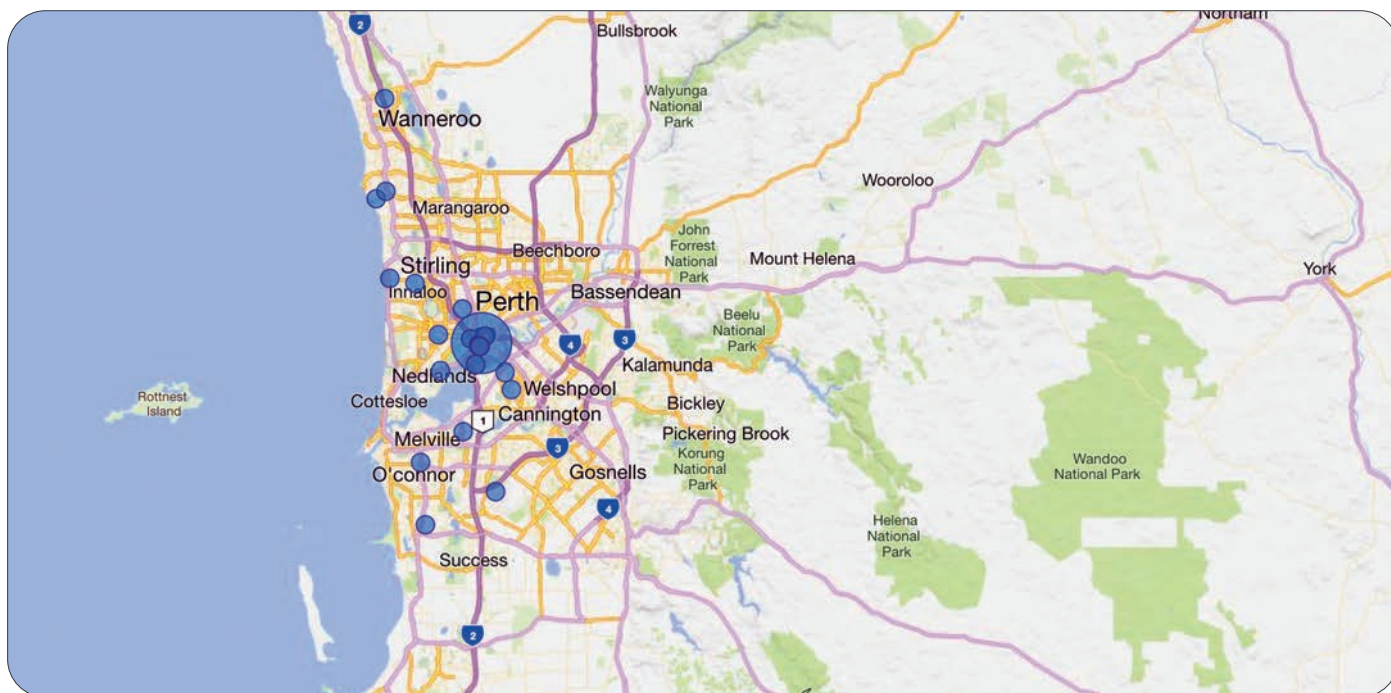 Northam
2
Bullsbrook
Walyunga
National
Park
Wanneroo
Wooroloo
Marangaroo
John
Forrest
National
Park
Beechboro
Mount Helena
Stirling
York
Innaloo
Perth
Bassendean
Beelu
National
Park
4
3
Kalamunda
Nedlands
Welshpool
Rottnest
Island
Cottesloe
Bickley
1
Cannington
Melville
Pickering Brook
3
Korung
National
Park
Wandoo
National Park
O'connor
Gosnells
4
Helena
National
Park
Success
2